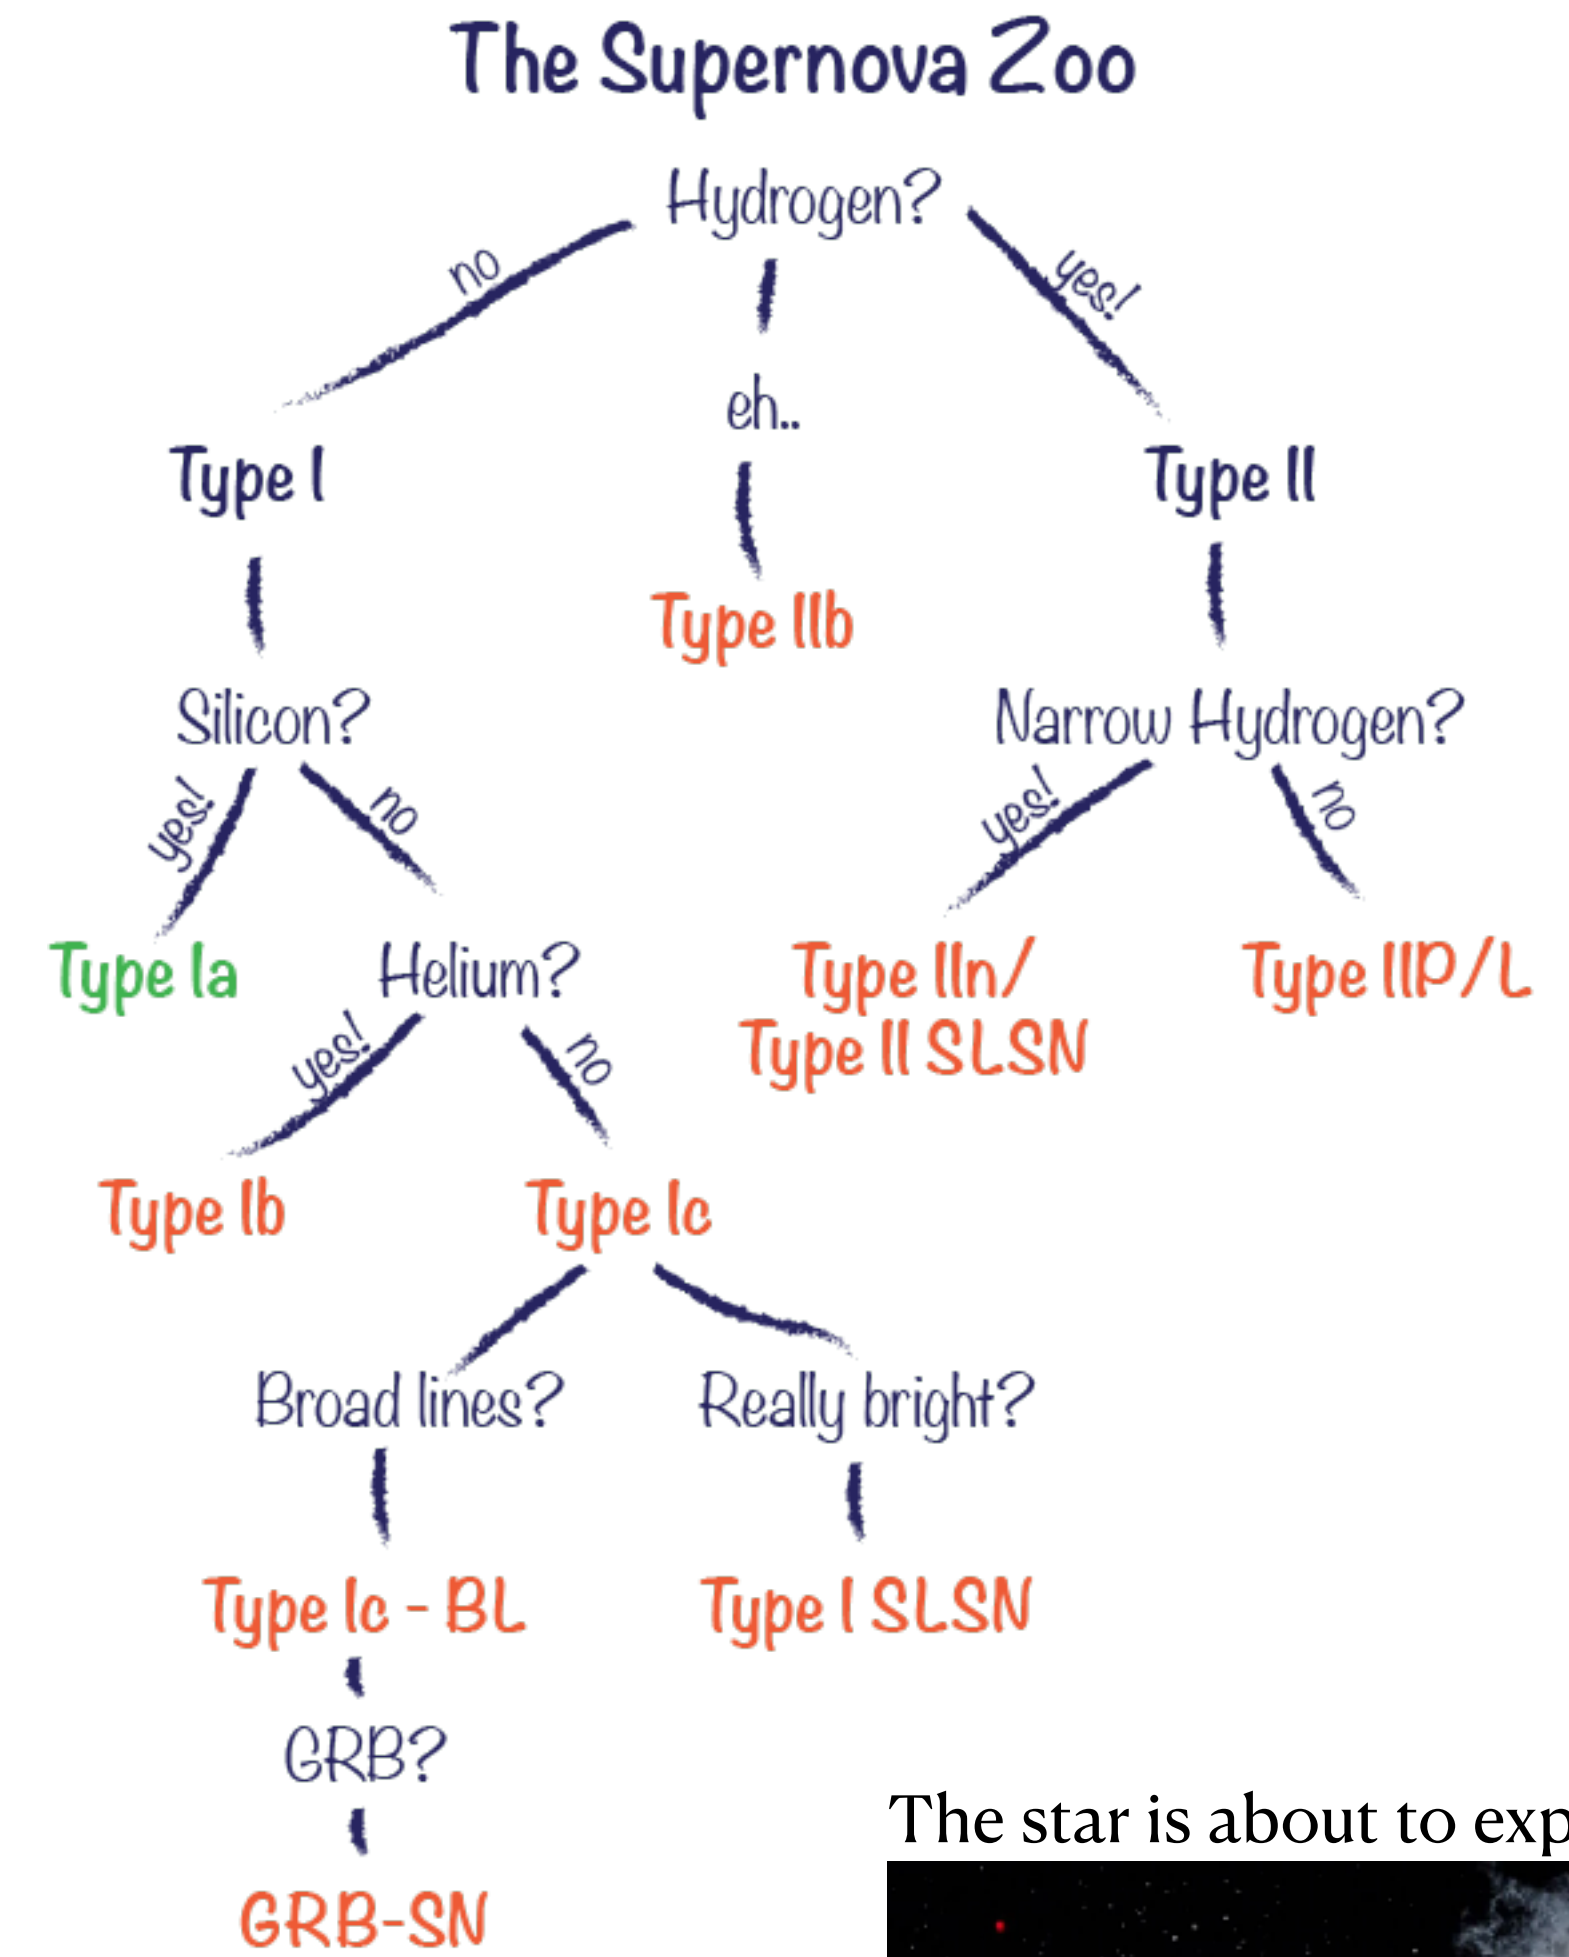 The Supernova Zoo
Hydrogen?
no
yes!
eh..
Type I
Type II
Type IIb
Silicon?
Narrow Hydrogen?
yes!
no
yes!
no
Type Ia
Helium?
Type IIn/
Type II SLSN
Type IIP/L
yes!
no
Type Ib
Type Ic
Broad lines?
Really bright?
Type Ic - BL
Type I SLSN
GRB?
GRB-SN
The star is about to exp